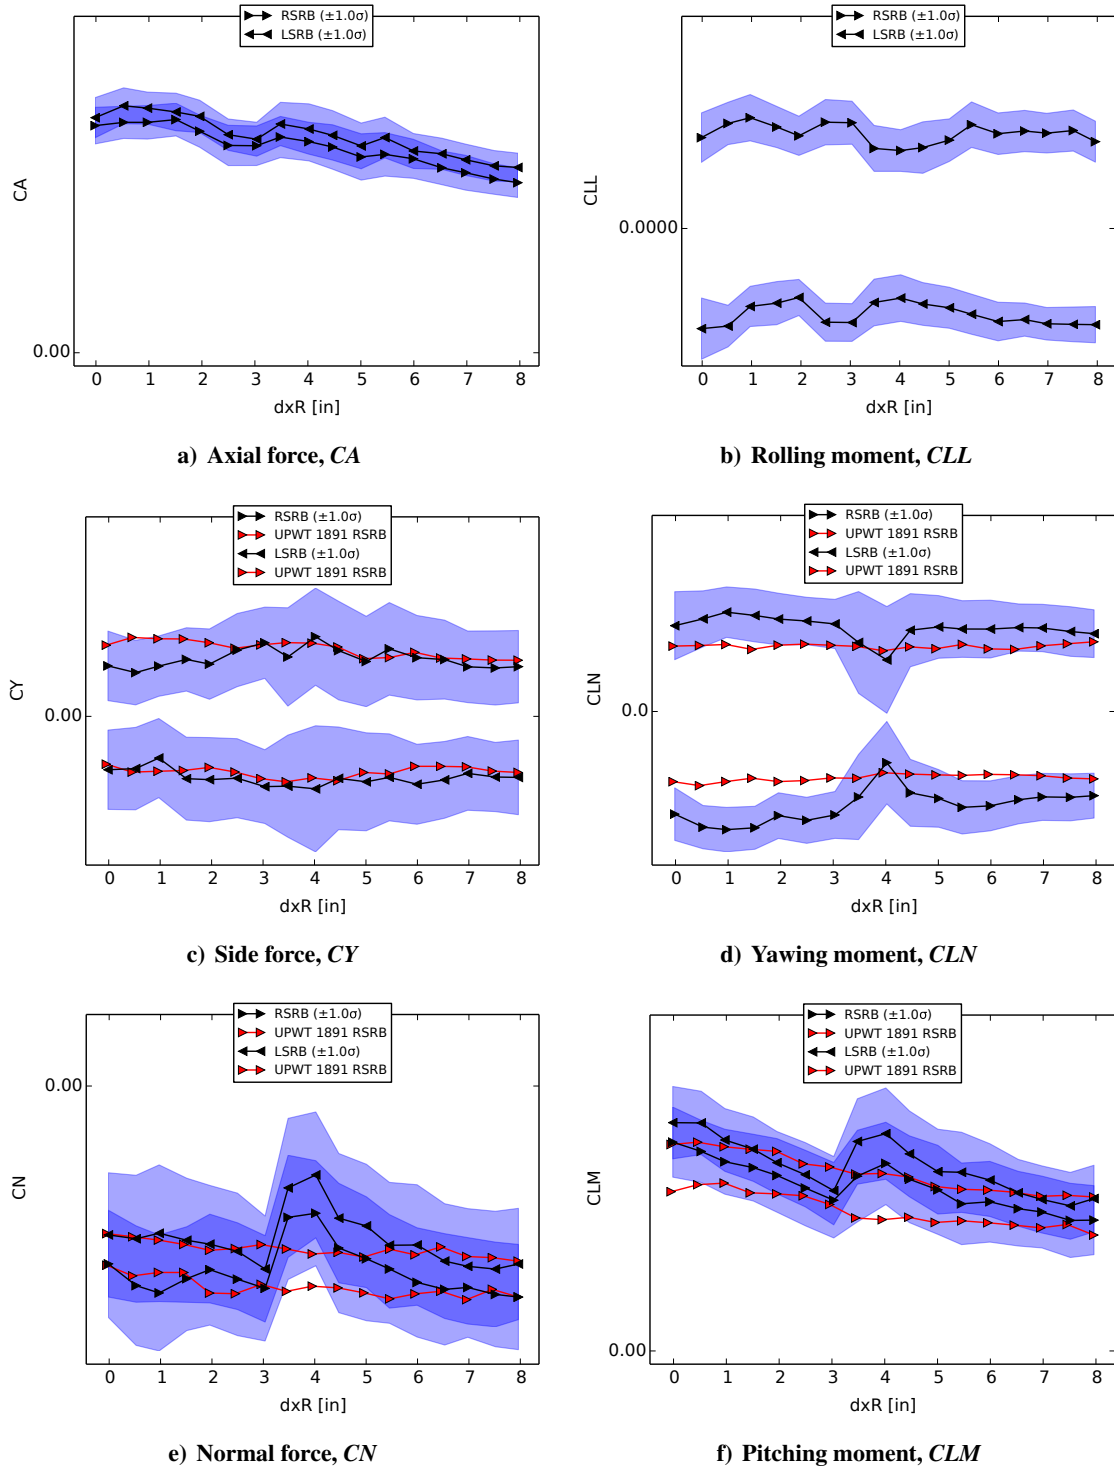 RSRB (±1.0σ)
LSRB (±1.0σ)
CA
0.00
0 1 2 3 4 5 6 7 8
dxR [in]
a) Axial force, CA
RSRB (±1.0σ)
LSRB (±1.0σ)
CLL
0.0000
0 1 2 3 4 5 6 7 8
dxR [in]
b) Rolling moment, CLL
RSRB (±1.0σ)
UPWT 1891 RSRB
LSRB (±1.0σ)
UPWT 1891 RSRB
CY
0.00
0 1 2 3 4 5 6 7 8
dxR [in]
c) Side force, CY
RSRB (±1.0σ)
UPWT 1891 RSRB
LSRB (±1.0σ)
UPWT 1891 RSRB
CLN
0.0
0 1 2 3 4 5 6 7 8
dxR [in]
d) Yawing moment, CLN
RSRB (±1.0σ)
UPWT 1891 RSRB
LSRB (±1.0σ)
UPWT 1891 RSRB
0.00
CN
0 1 2 3 4 5 6 7 8
dxR [in]
e) Normal force, CN
RSRB (±1.0σ)
UPWT 1891 RSRB
LSRB (±1.0σ)
UPWT 1891 RSRB
CLM
0.00
0 1 2 3 4 5 6 7 8
dxR [in]
f) Pitching moment, CLM